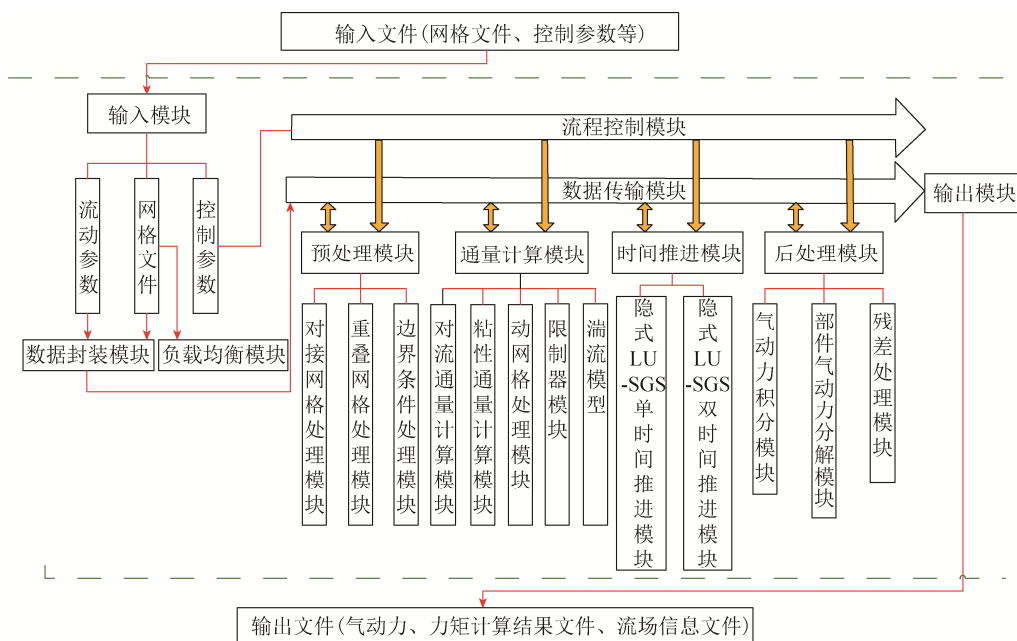 输入文件(网格文件、控制参数等)
输入模块
流程控制模块
数据传输模块
输出模块
流动参数
网格文件
控制参数
数据封装模块
负载均衡模块
预处理模块
通量计算模块
时间推进模块
后处理模块
对接网格处理模块
重叠网格处理模块
边界条件处理模块
对流通量计算模块
粘性通量计算模块
动网格处理模块
限制器模块
湍流模型
隐式LU-SGS单时间推进模块
隐式LU-SGS双时间推进模块
气动力积分模块
部件气动力分解模块
残差处理模块
输出文件(气动力、力矩计算结果文件、流场信息文件)